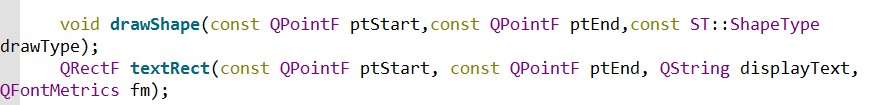 void drawShape(const QPointF ptStart,const QPointF ptEnd,const ST::ShapeType
drawType);
QRectF textRect(const QPointF ptStart, const QPointF ptEnd, QString displayText,
QFontMetrics fm);